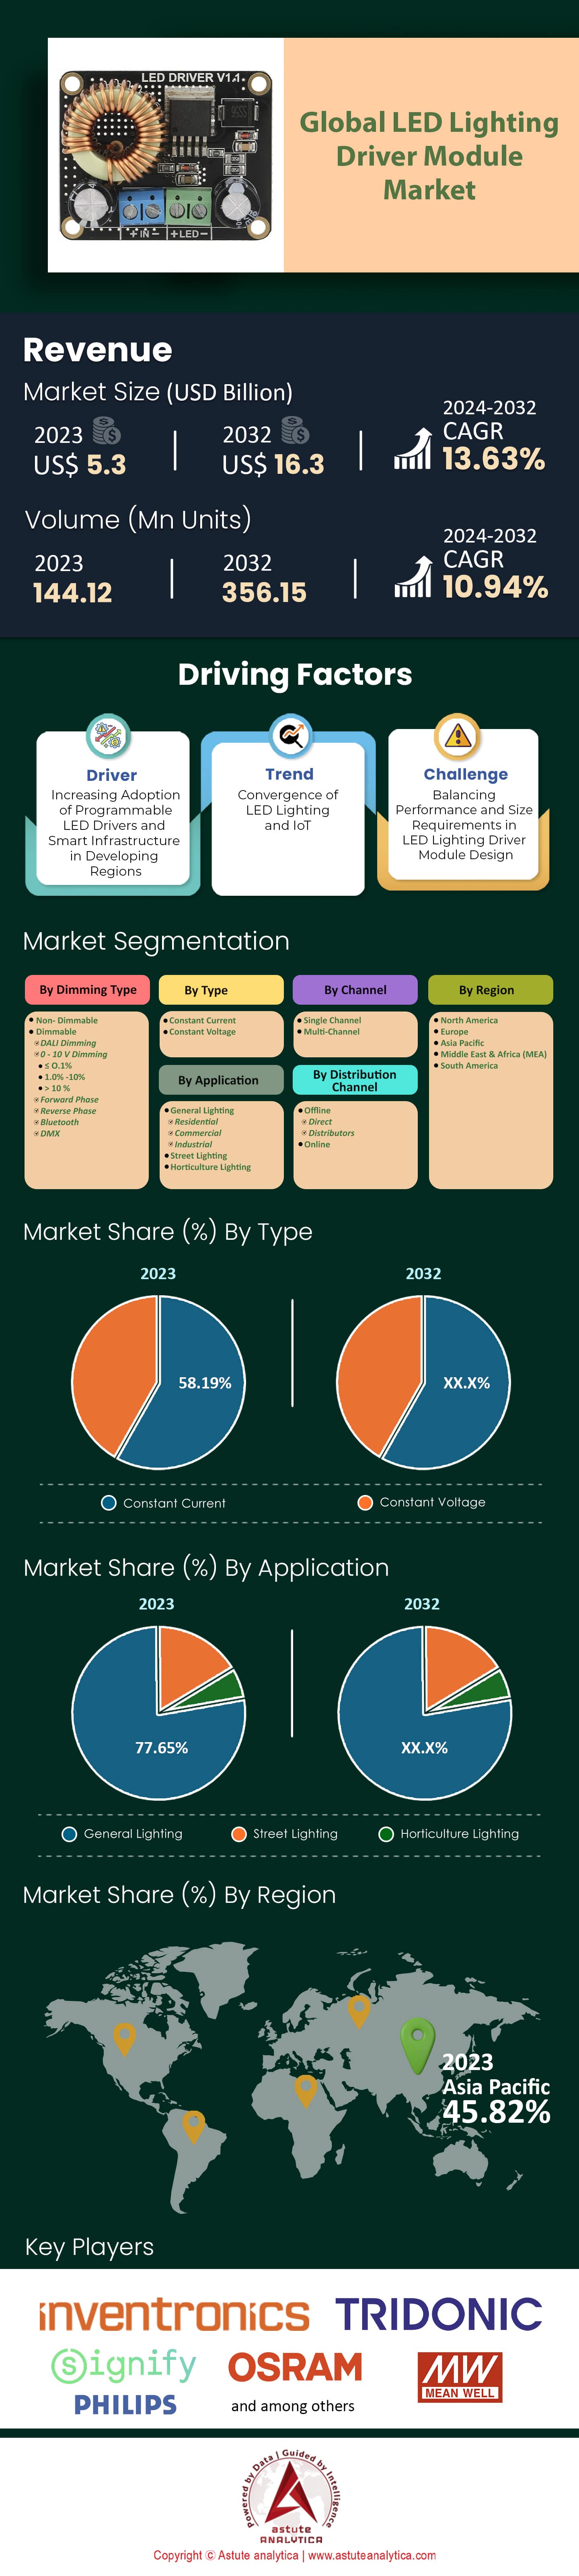 LED DRIVER V1.1.
+ IN - + LED -
Global LED Lighting
Driver Module
Market
Revenue
Market Size (USD Billion)
2023
US$ 5.3
2032
US$ 16.3
2024-2032
CAGR
13.63%
Volume (Mn Units)
2023
144.12
2032
356.15
2024-2032
CAGR
10.94%
Driving Factors
Driver
Increasing Adoption
of Programmable
LED Drivers and
Smart Infrastructure
in Developing
Regions
Trend
Convergence of
LED Lighting
and IoT
Challenge
Balancing
Performance and Size
Requirements in
LED Lighting Driver
Module Design
Market Segmentation
By Dimming Type
Non- Dimmable
Dimmable
DALI Dimming
0 - 10 V Dimming
≤ O.1%
1.0% -10%
> 10 %
Forward Phase
Reverse Phase
Bluetooth
DMX
By Type
Constant Current
Constant Voltage
By Application
General Lighting
Residential
Commercial
Industrial
Street Lighting
Horticulture Lighting
By Channel
Single Channel
Multi-Channel
By Distribution
Channel
Offline
Direct
Distributors
Online
By Region
North America
Europe
Asia Pacific
Middle East & Africa (MEA)
South America
Market Share (%) By Type
2023
58.19%
2032
XX.X%
Constant Current
Constant Voltage
Market Share (%) By Application
2023
77.65%
2032
XX.X%
General Lighting
Street Lighting
Horticulture Lighting
Market Share (%) By Region
2023
Asia Pacific
45.82%
Key Players
inventronics
TRIDONIC
Signify
PHILIPS
OSRAM
MW
MEAN WELL
and among others
Powered by Data | Guided by Intelligence
astute
ANALYTICA
Copyright © Astute analytica | www.astuteanalytica.com